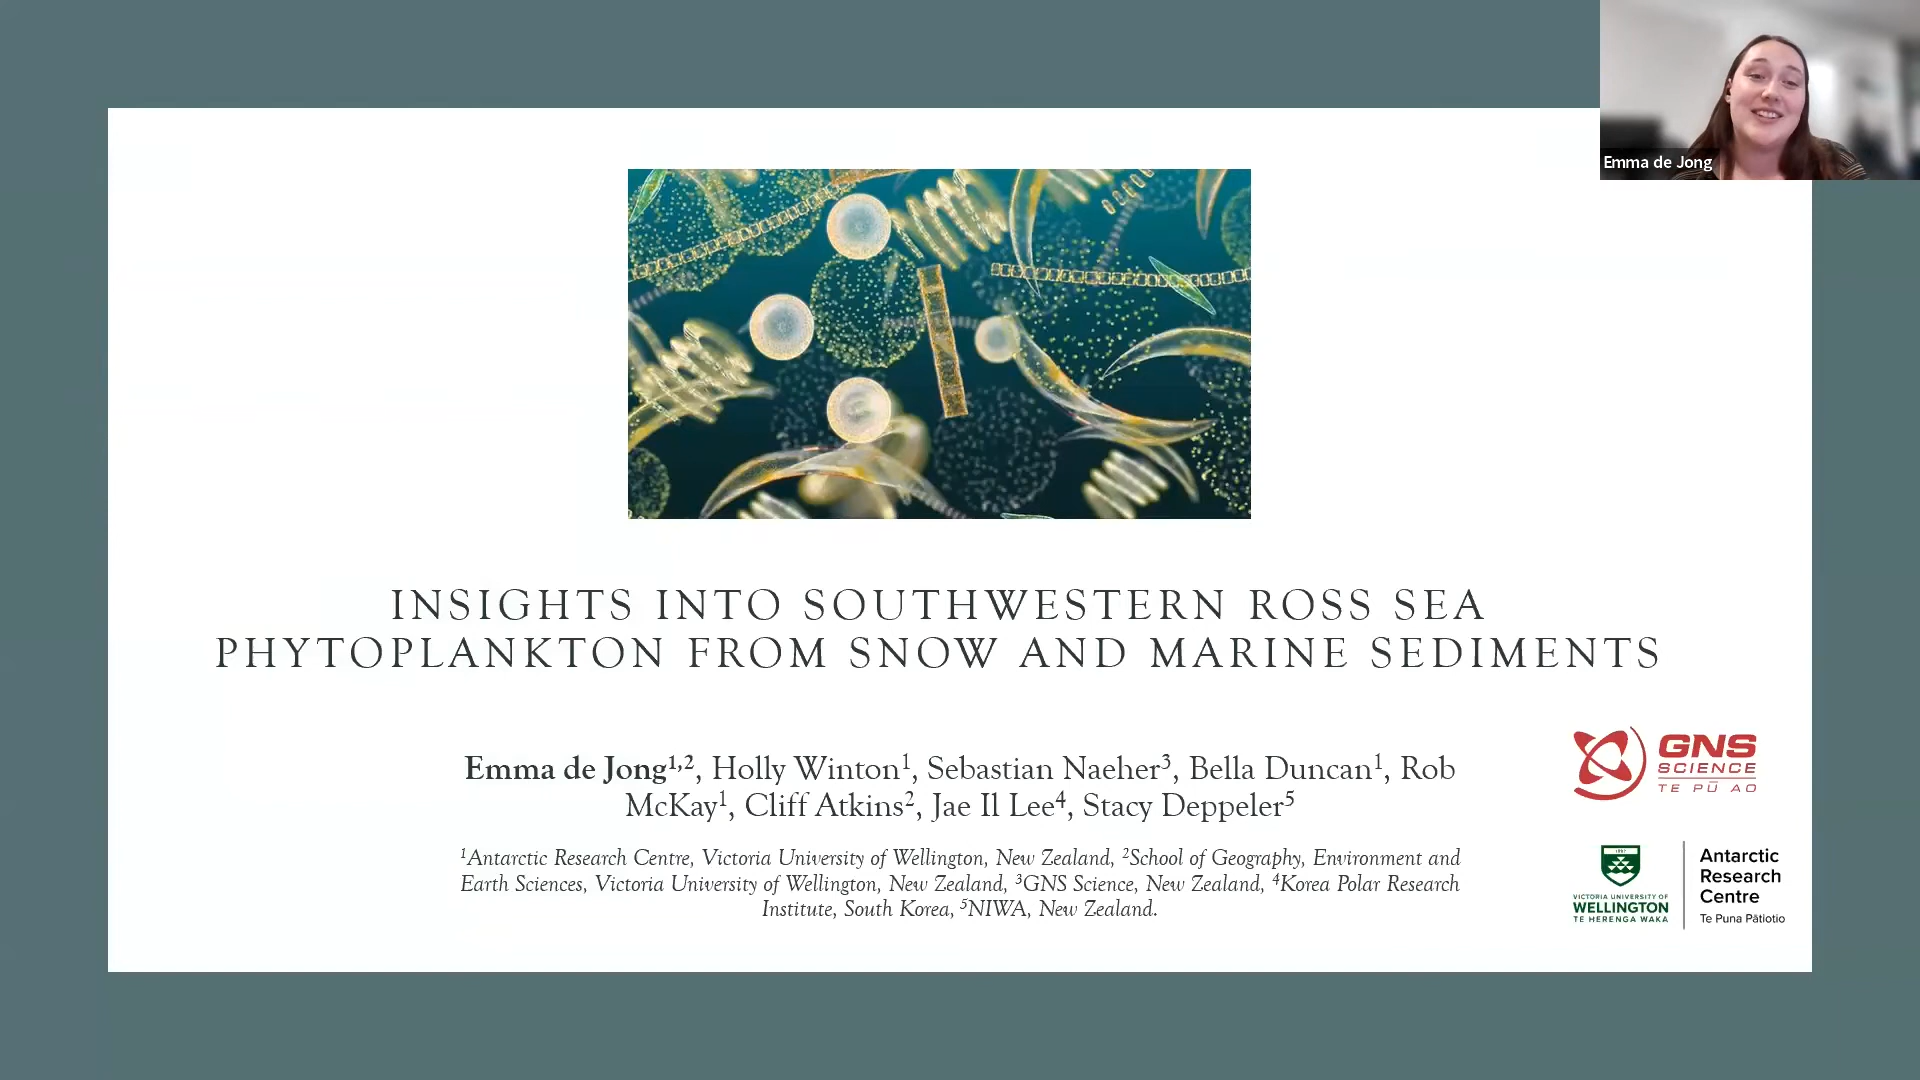 Emma de Jong
INSIGHTS INTO SOUTHWESTERN ROSS SEA
PHYTOPLANKTON FROM SNOW AND MARINE SEDIMENTS
Emma de Jong¹,², Holly Winton¹, Sebastian Naeher³, Bella Duncan¹, Rob
McKay¹, Cliff Atkins², Jae Il Lee⁴, Stacy Deppeler⁵
¹Antarctic Research Centre, Victoria University of Wellington, New Zealand, ²School of Geography, Environment and
Earth Sciences, Victoria University of Wellington, New Zealand, ³GNS Science, New Zealand, ⁴Korea Polar Research
Institute, South Korea, ⁵NIWA, New Zealand.
GNS
SCIENCE
TE PŪ AO
1897
VICTORIA UNIVERSITY OF
WELLINGTON
TE HERENGA WAKA
Antarctic
Research
Centre
Te Puna Pātiotio